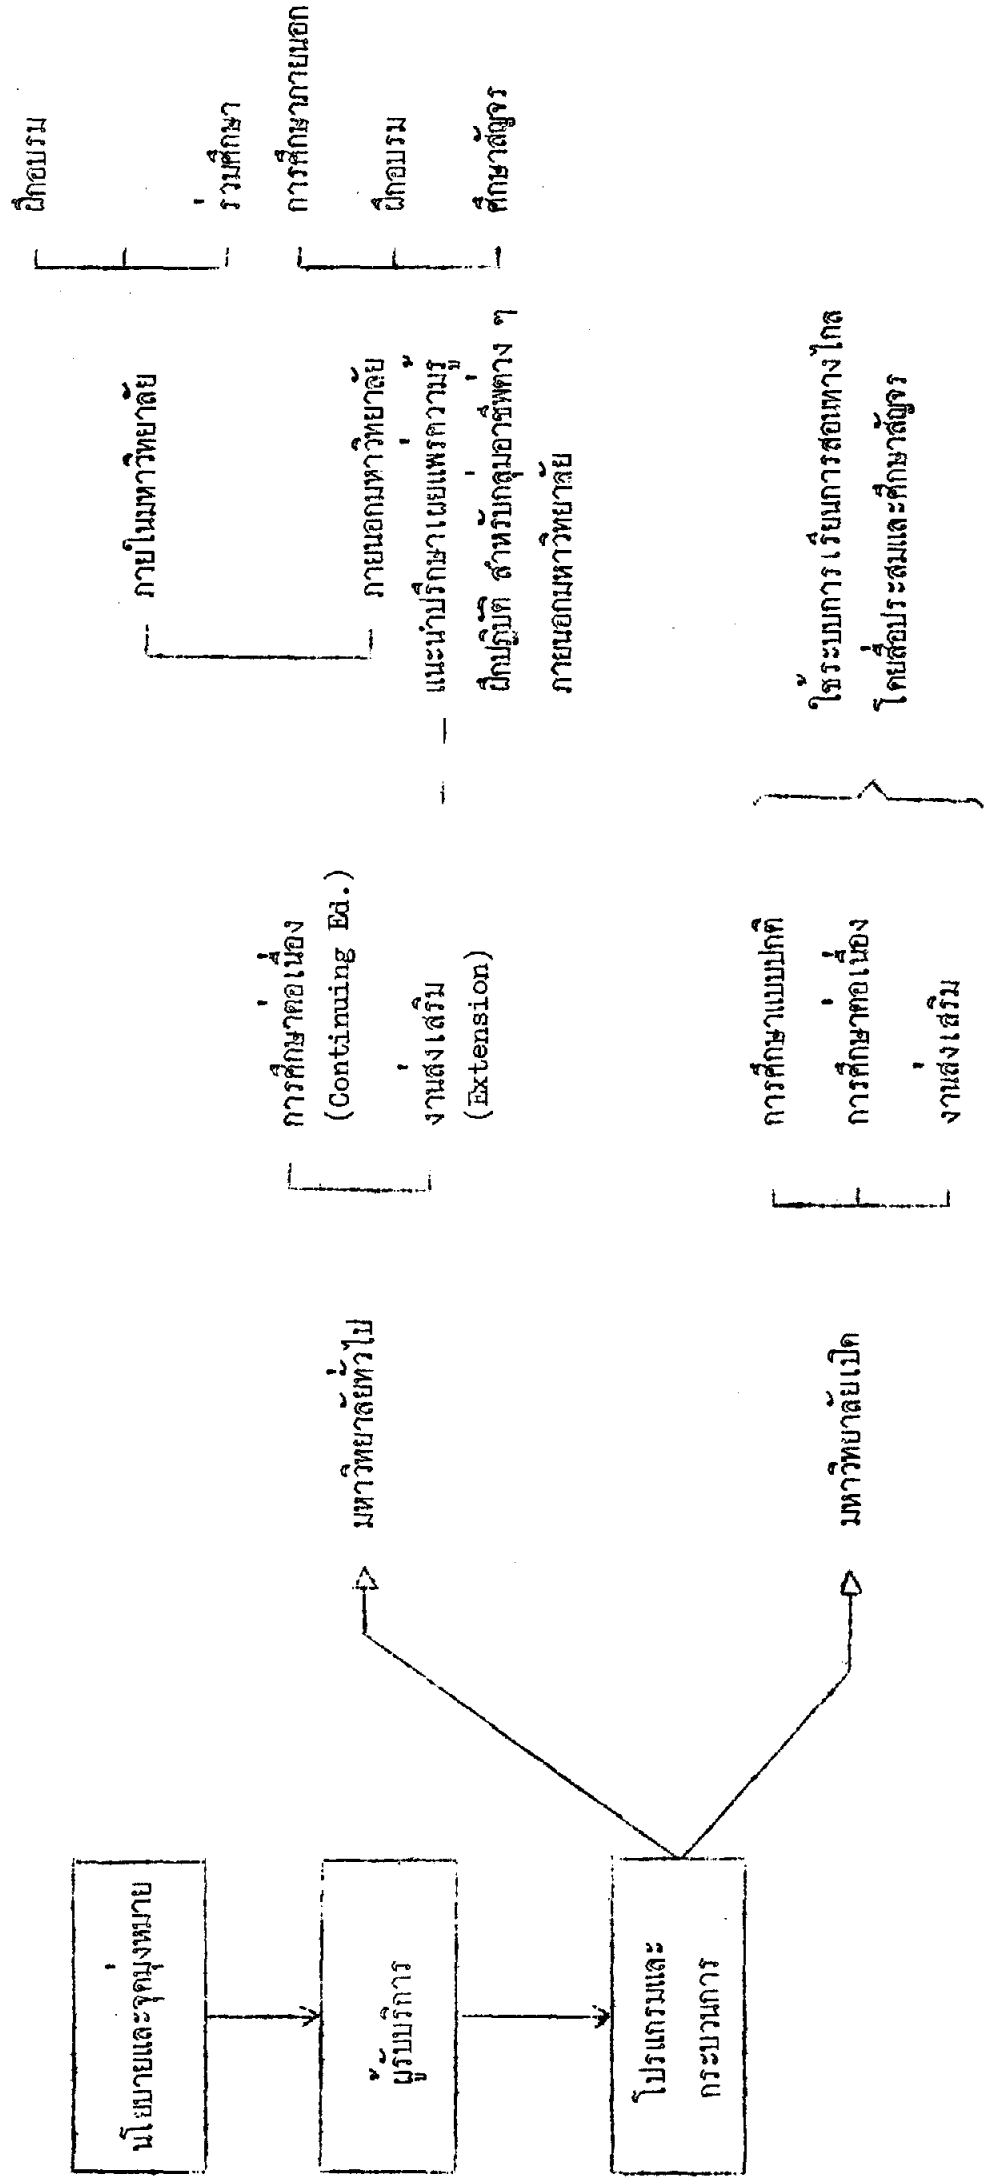 นโยบายและจุดมุ่งหมาย
ผู้รับบริการ
โปรแกรมและ
กระบวนการ
มหาวิทยาลัยทั่วไป
การศึกษาต่อเนื่อง
(Continuing Ed.)
ภายในมหาวิทยาลัย
ฝึกอบรม
ร่วมศึกษา
ภายนอกมหาวิทยาลัย
การศึกษาภายนอก
ฝึกอบรม
ศึกษาสัญจร
งานส่งเสริม
(Extension)
แนะนำปรึกษาเผยแพร่ความรู้
ฝึกปฏิบัติ สำหรับกลุ่มอาชีพต่าง ๆ
ภายนอกมหาวิทยาลัย
มหาวิทยาลัยเปิด
การศึกษาแบบปกติ
การศึกษาต่อเนื่อง
งานส่งเสริม
ใช้ระบบการเรียนการสอนทางไกล
โดยสื่อประสมและศึกษาสัญจร